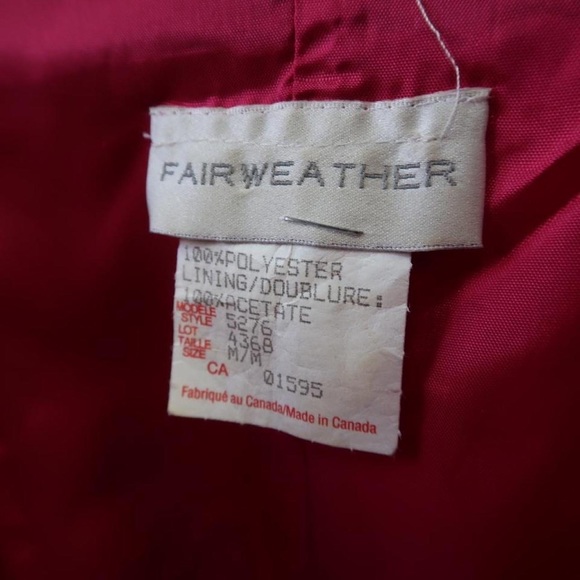 FAIRWEATHER
100%POLYESTER
LINING/DOUBLURE:
100%ACETATE
MODÈLE
STYLE 5276
LOT 4368
TAILLE
SIZE M/M
CA 01595
Fabriqué au Canada/Made in Canada